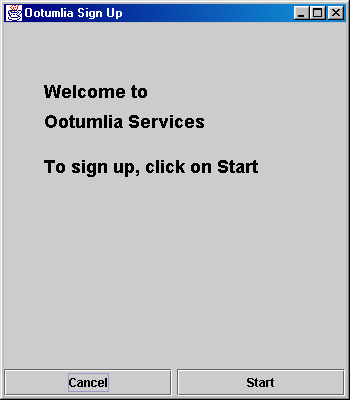 Ootumlia Sign Up
Welcome to
Ootumlia Services
To sign up, click on Start
Cancel
Start